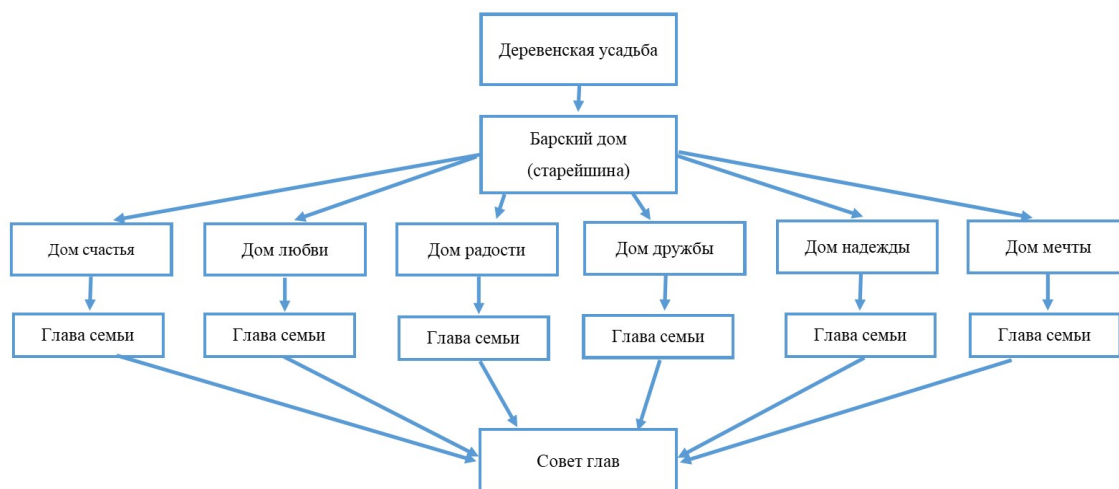 Деревенская усадьба
Барский дом
(старейшина)
Дом счастья
Дом любви
Дом радости
Дом дружбы
Дом надежды
Дом мечты
Глава семьи
Глава семьи
Глава семьи
Глава семьи
Глава семьи
Глава семьи
Совет глав